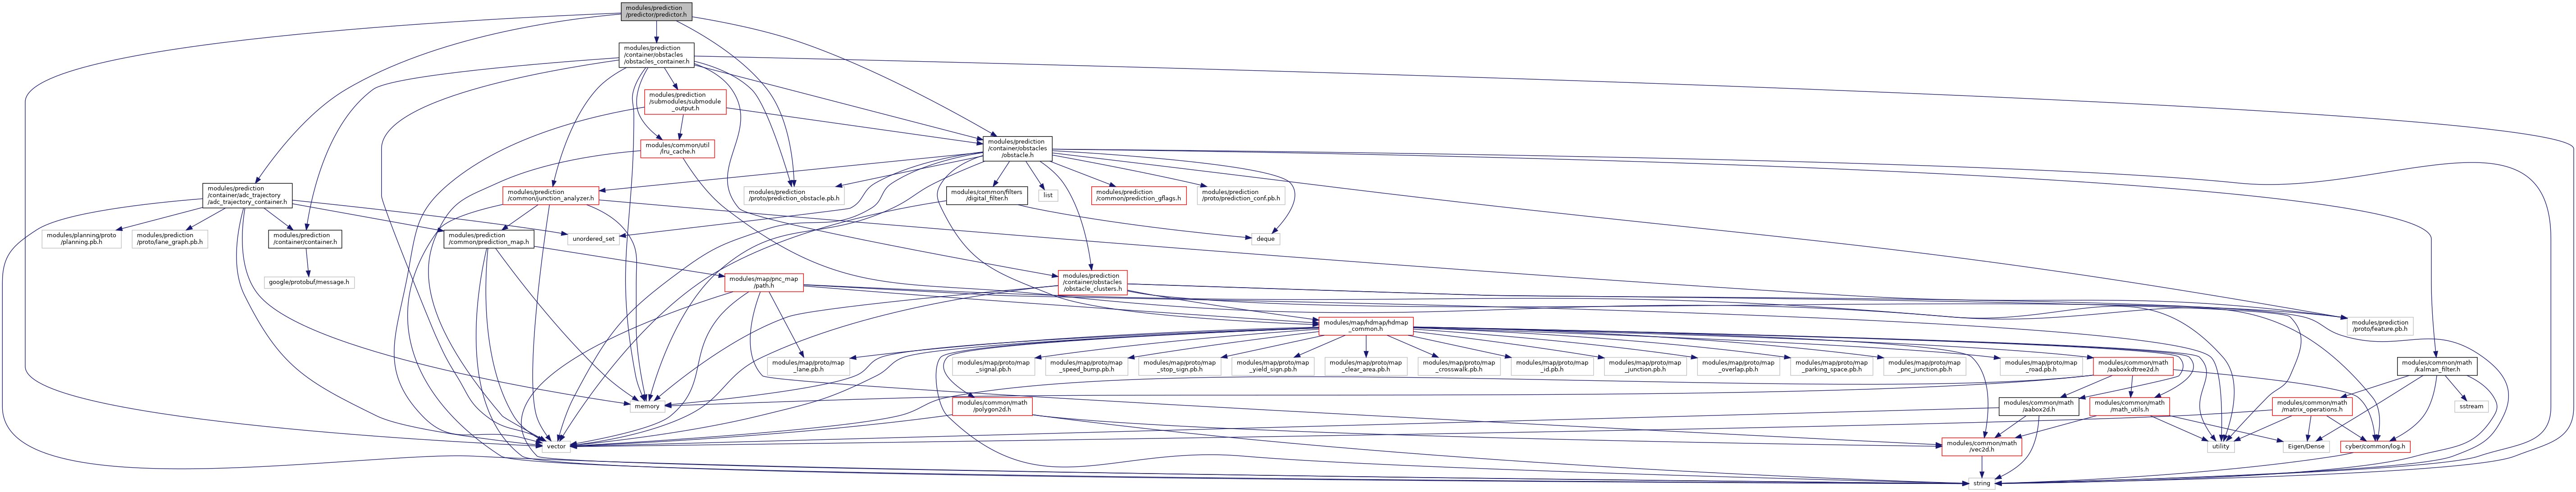 modules/prediction
/predictor/predictor.h
modules/prediction
/container/obstacles
/obstacles_container.h
modules/prediction
/submodules/submodule
_output.h
modules/common/util
/lru_cache.h
modules/prediction
/container/obstacles
/obstacle.h
modules/prediction
/container/adc_trajectory
/adc_trajectory_container.h
modules/prediction
/common/junction_analyzer.h
modules/prediction
/proto/prediction_obstacle.pb.h
modules/common/filters
/digital_filter.h
list
modules/prediction
/common/prediction_gflags.h
modules/prediction
/proto/prediction_conf.pb.h
modules/planning/proto
/planning.pb.h
modules/prediction
/proto/lane_graph.pb.h
modules/prediction
/container/container.h
modules/prediction
/common/prediction_map.h
unordered_set
deque
google/protobuf/message.h
modules/map/pnc_map
/path.h
modules/prediction
/container/obstacles
/obstacle_clusters.h
modules/map/hdmap/hdmap
_common.h
modules/prediction
/proto/feature.pb.h
modules/map/proto/map
_lane.pb.h
modules/map/proto/map
_signal.pb.h
modules/map/proto/map
_speed_bump.pb.h
modules/map/proto/map
_stop_sign.pb.h
modules/map/proto/map
_yield_sign.pb.h
modules/map/proto/map
_clear_area.pb.h
modules/map/proto/map
_crosswalk.pb.h
modules/map/proto/map
_id.pb.h
modules/map/proto/map
_junction.pb.h
modules/map/proto/map
_overlap.pb.h
modules/map/proto/map
_parking_space.pb.h
modules/map/proto/map
_pnc_junction.pb.h
modules/map/proto/map
_road.pb.h
modules/common/math
/aaboxkdtree2d.h
modules/common/math
/kalman_filter.h
memory
modules/common/math
/polygon2d.h
modules/common/math
/aabox2d.h
modules/common/math
/math_utils.h
modules/common/math
/matrix_operations.h
sstream
vector
modules/common/math
/vec2d.h
utility
Eigen/Dense
cyber/common/log.h
string